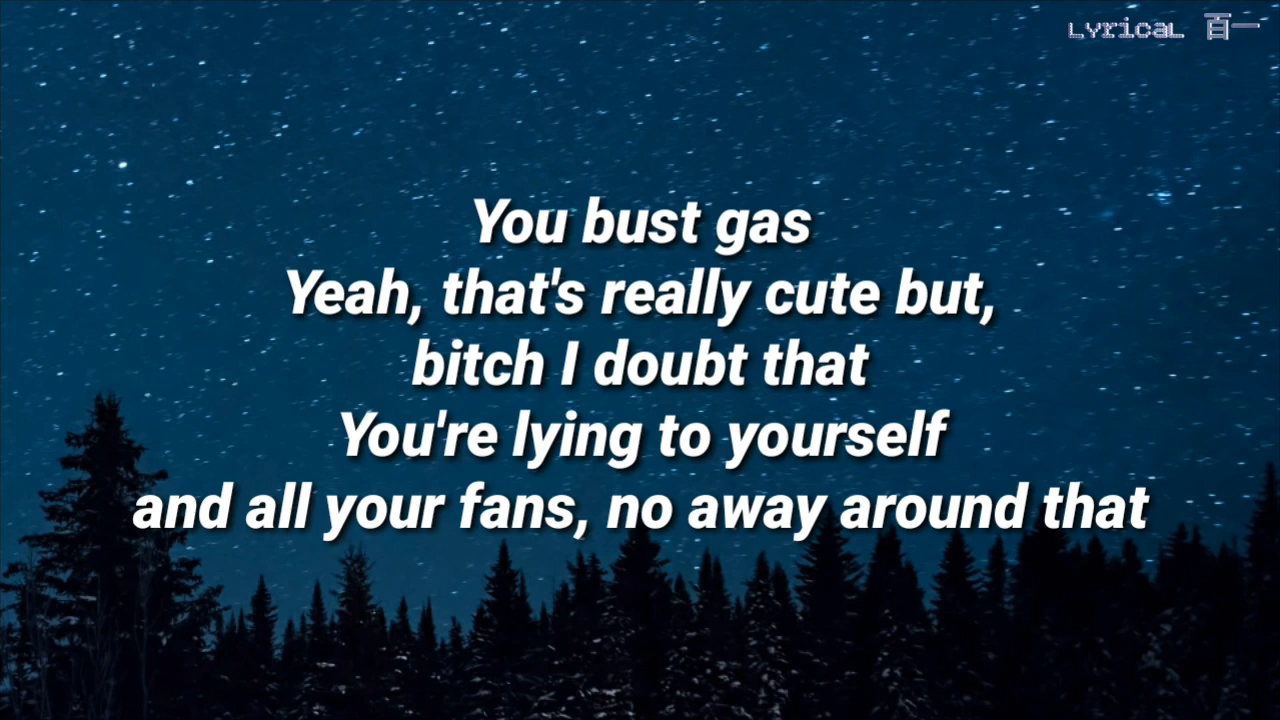 Lyrical 百一
You bust gas
Yeah, that's really cute but,
bitch I doubt that
You're lying to yourself
and all your fans, no away around that